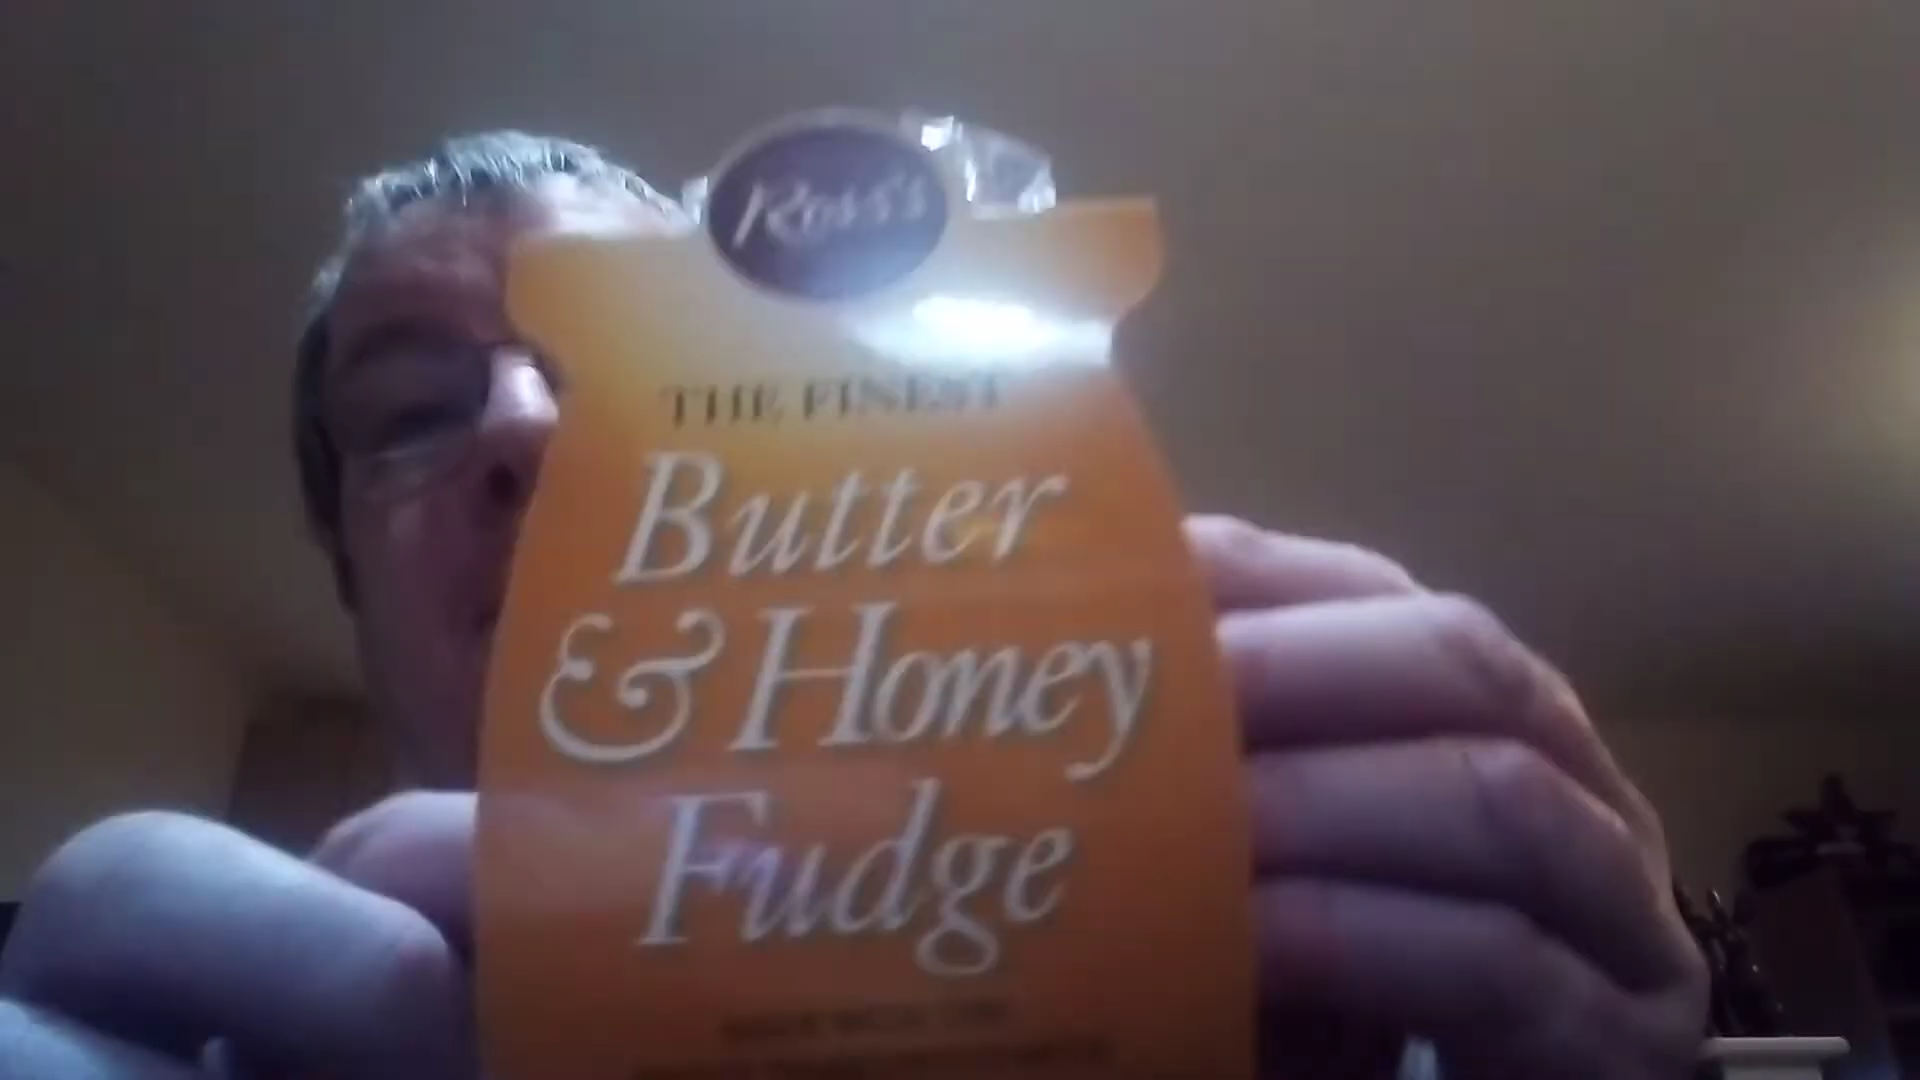 Ross's
THE FINEST
Butter
& Honey
Fudge